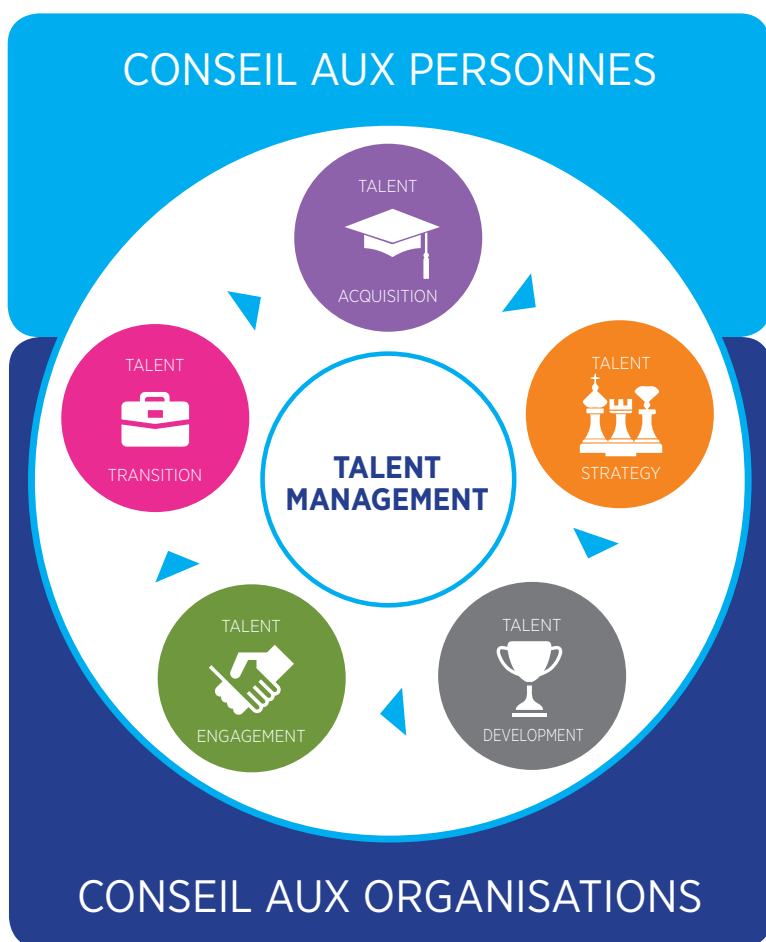 CONSEIL AUX PERSONNES
TALENT
ACQUISITION
TALENT
STRATEGY
TALENT
TRANSITION
TALENT
MANAGEMENT
TALENT
DEVELOPMENT
TALENT
ENGAGEMENT
CONSEIL AUX ORGANISATIONS